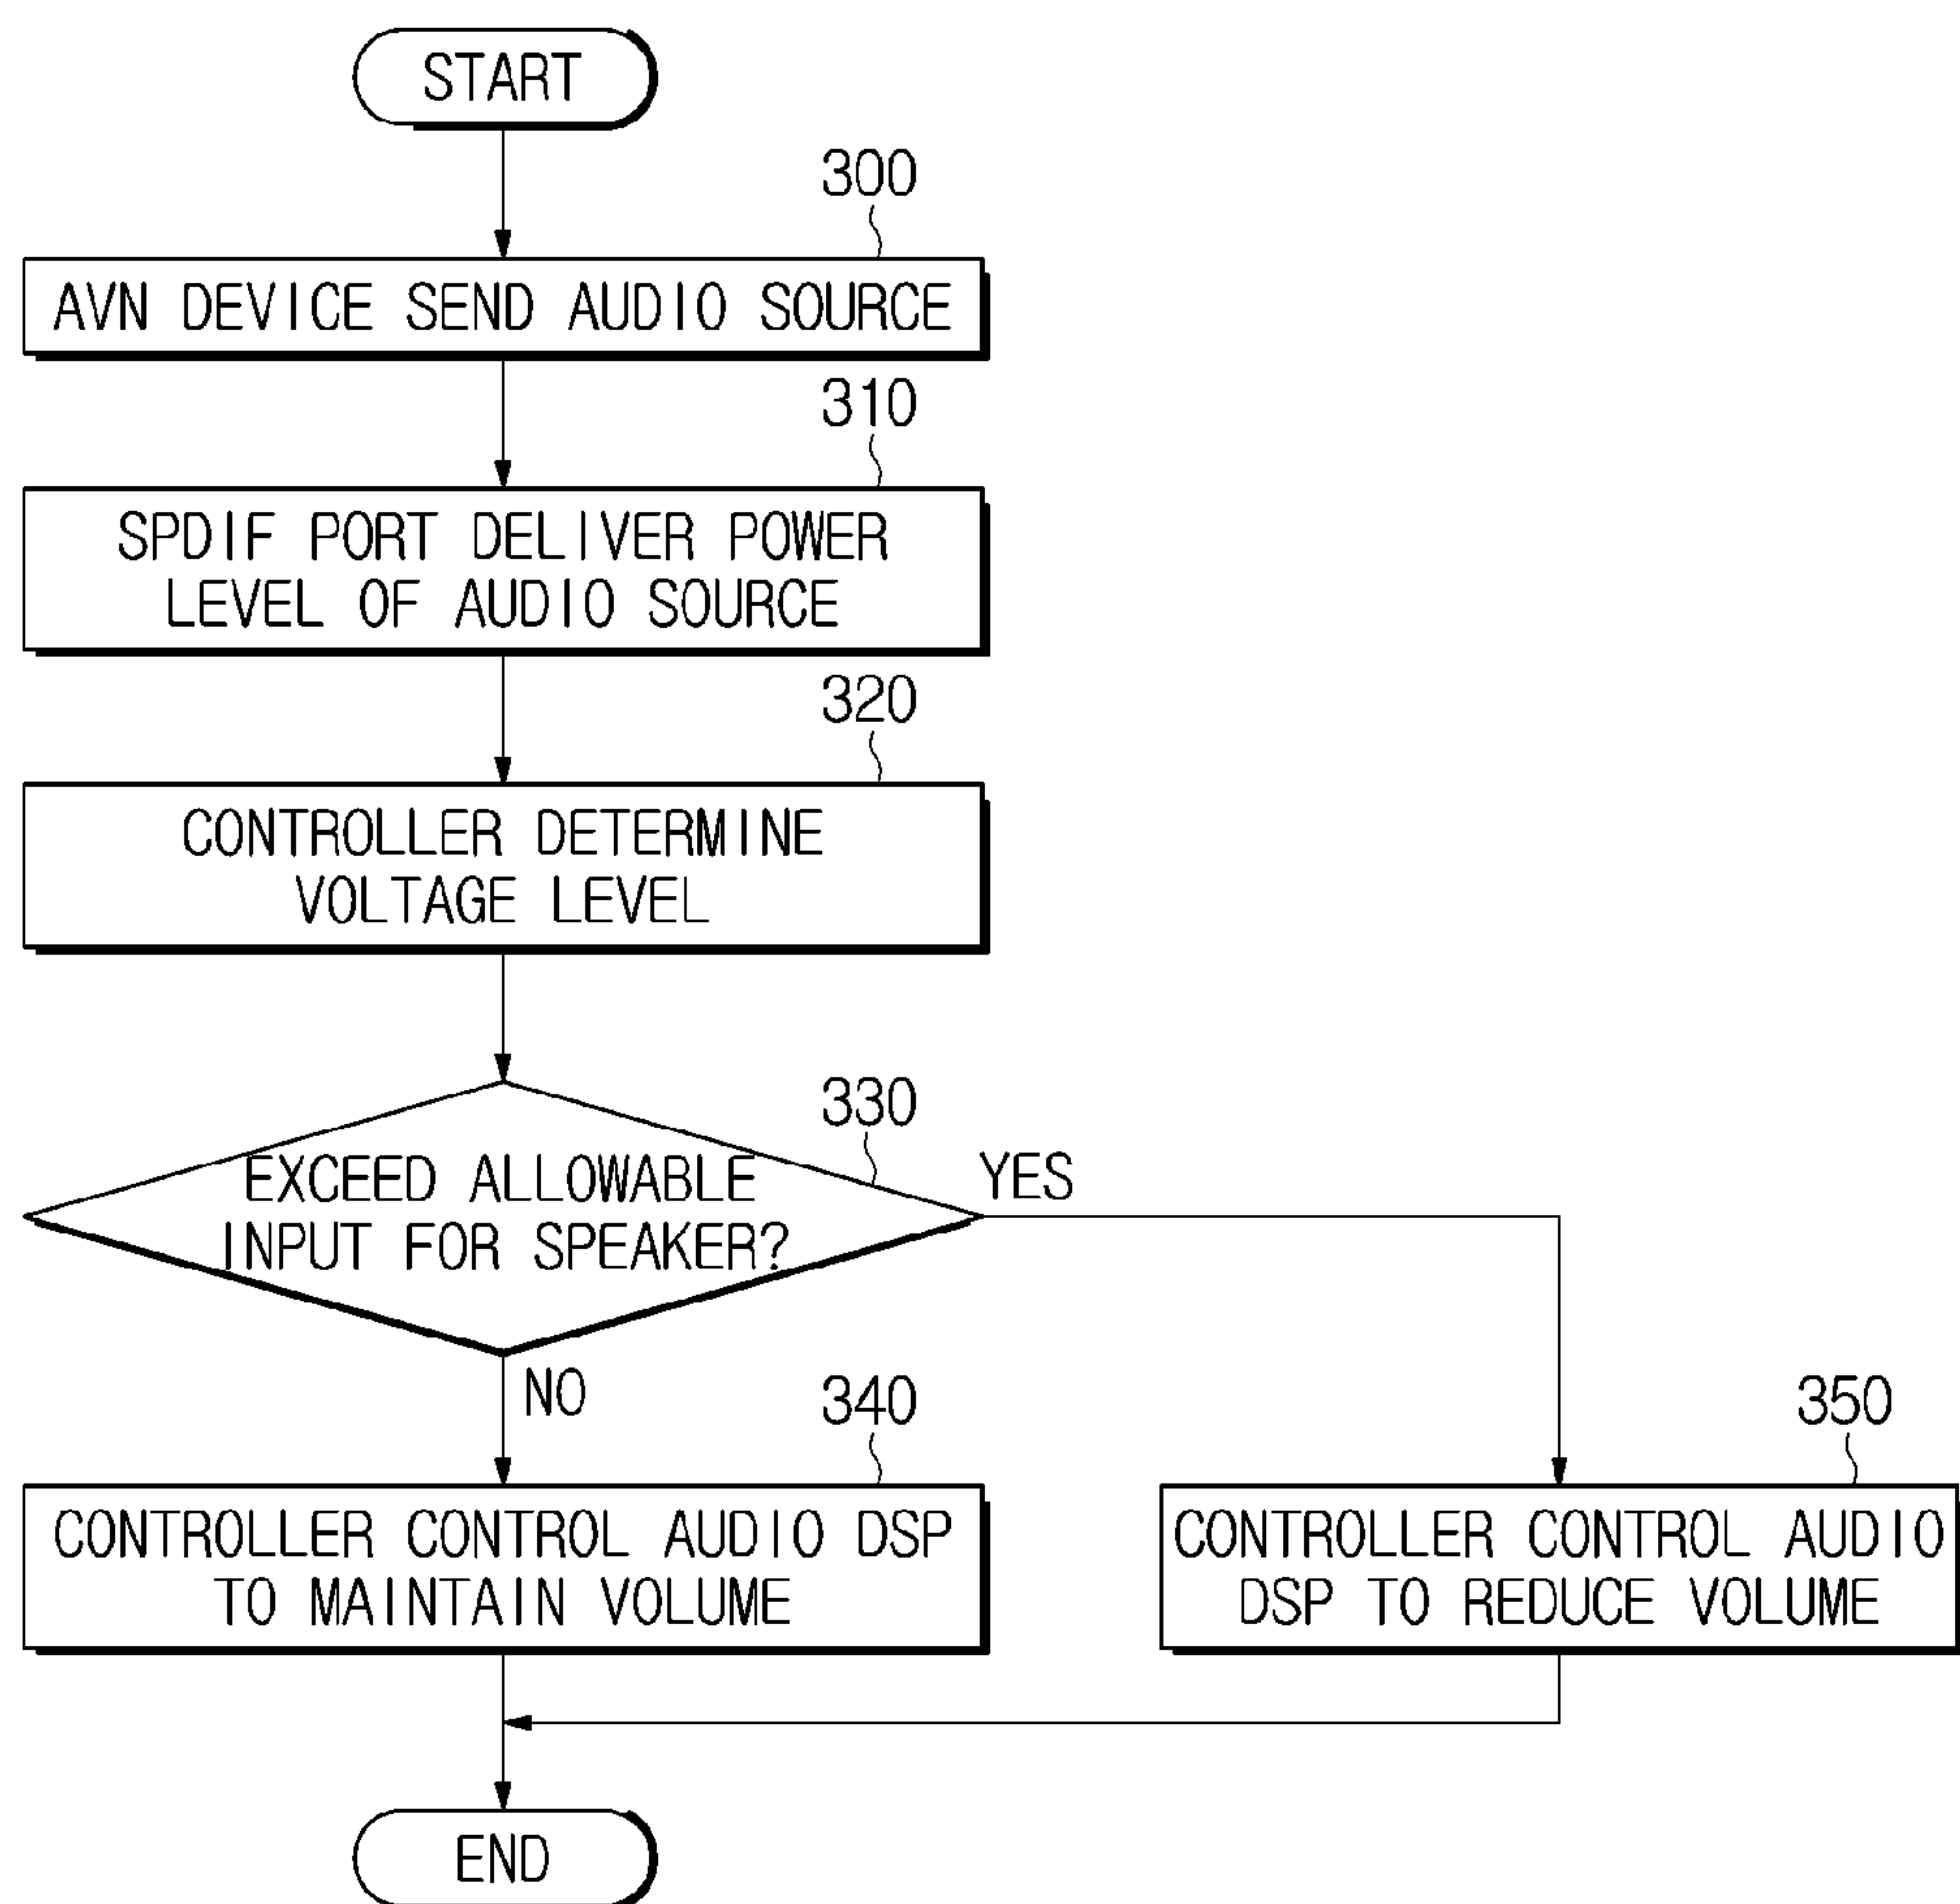 START
300
AVN DEVICE SEND AUDIO SOURCE
310
SPDIF PORT DELIVER POWER
LEVEL OF AUDIO SOURCE
320
CONTROLLER DETERMINE
VOLTAGE LEVEL
330
EXCEED ALLOWABLE
INPUT FOR SPEAKER?
YES
NO
340
CONTROLLER CONTROL AUDIO DSP
TO MAINTAIN VOLUME
350
CONTROLLER CONTROL AUDIO
DSP TO REDUCE VOLUME
END